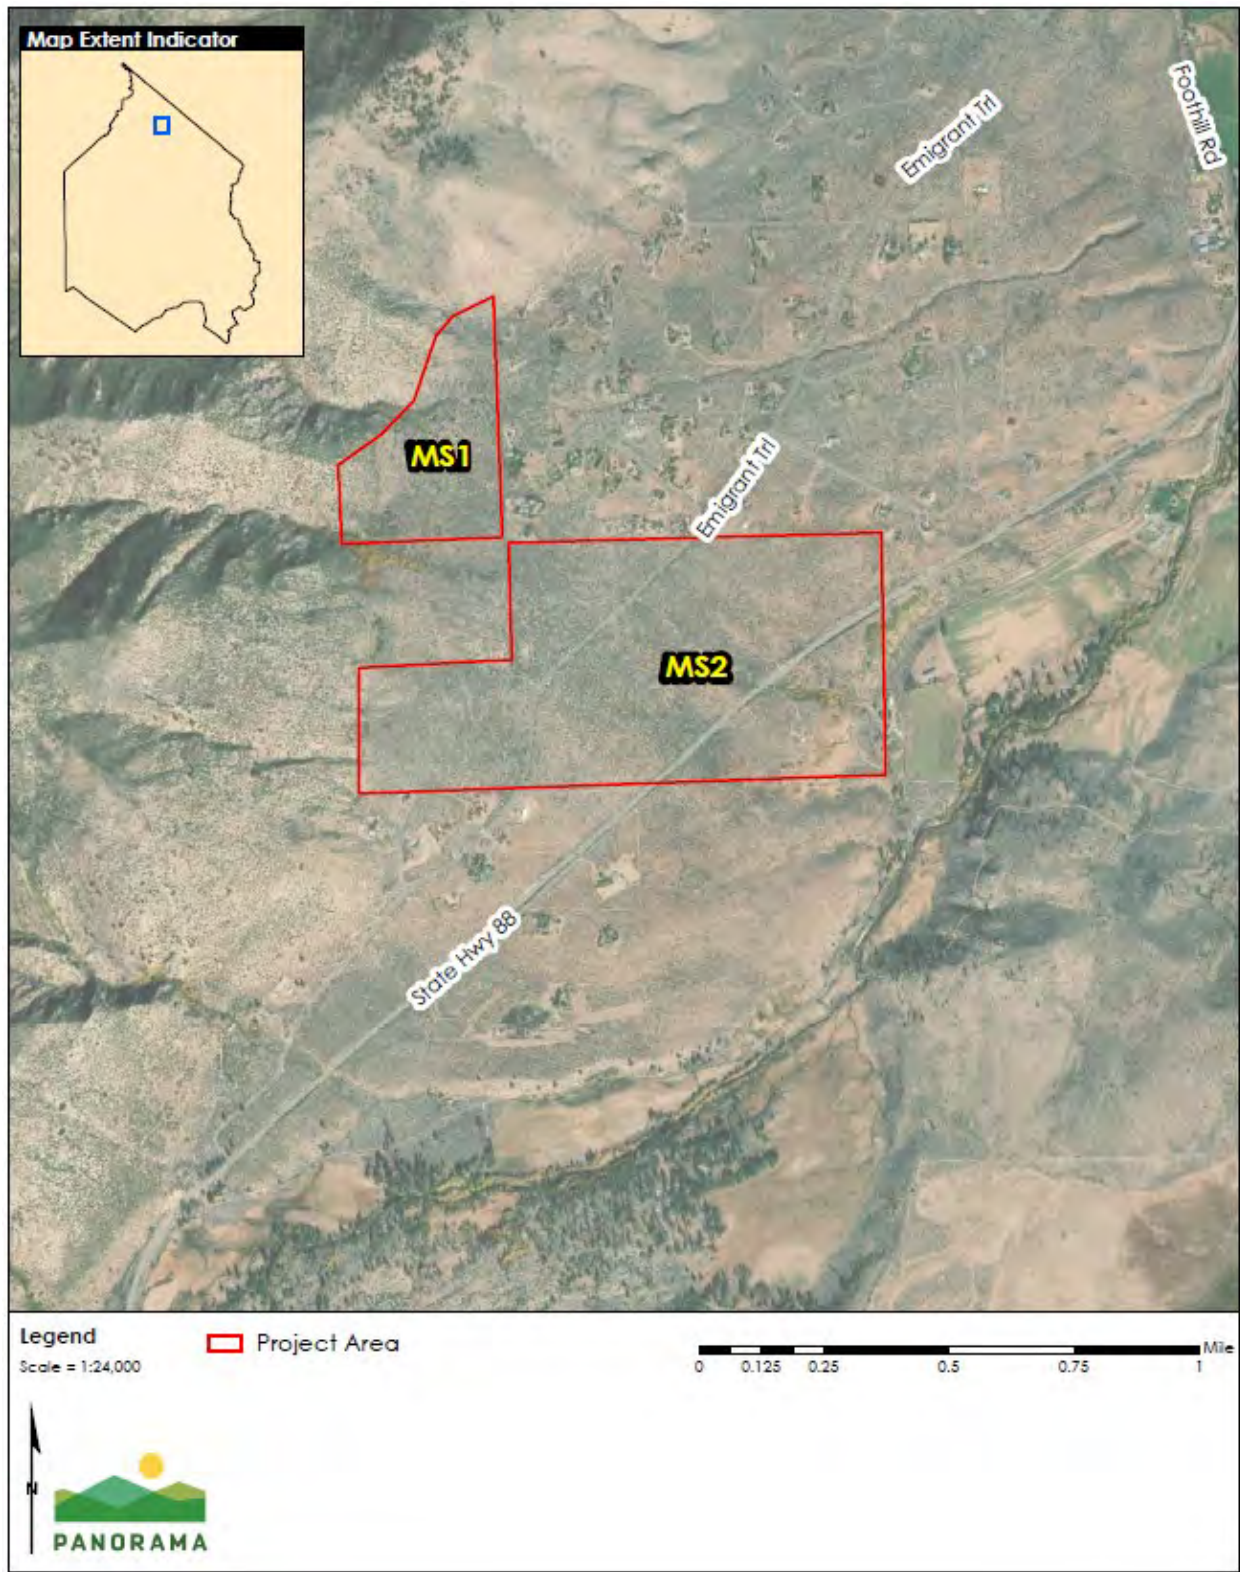 Map Extent Indicator
Foothill Rd
Emigrant Trl
MS1
Emigrant Trl
MS2
State Hwy 88
Legend
Project Area
Scale = 1:24,000
Mile
0 0.125 0.25 0.5 0.75 1
N
PANORAMA